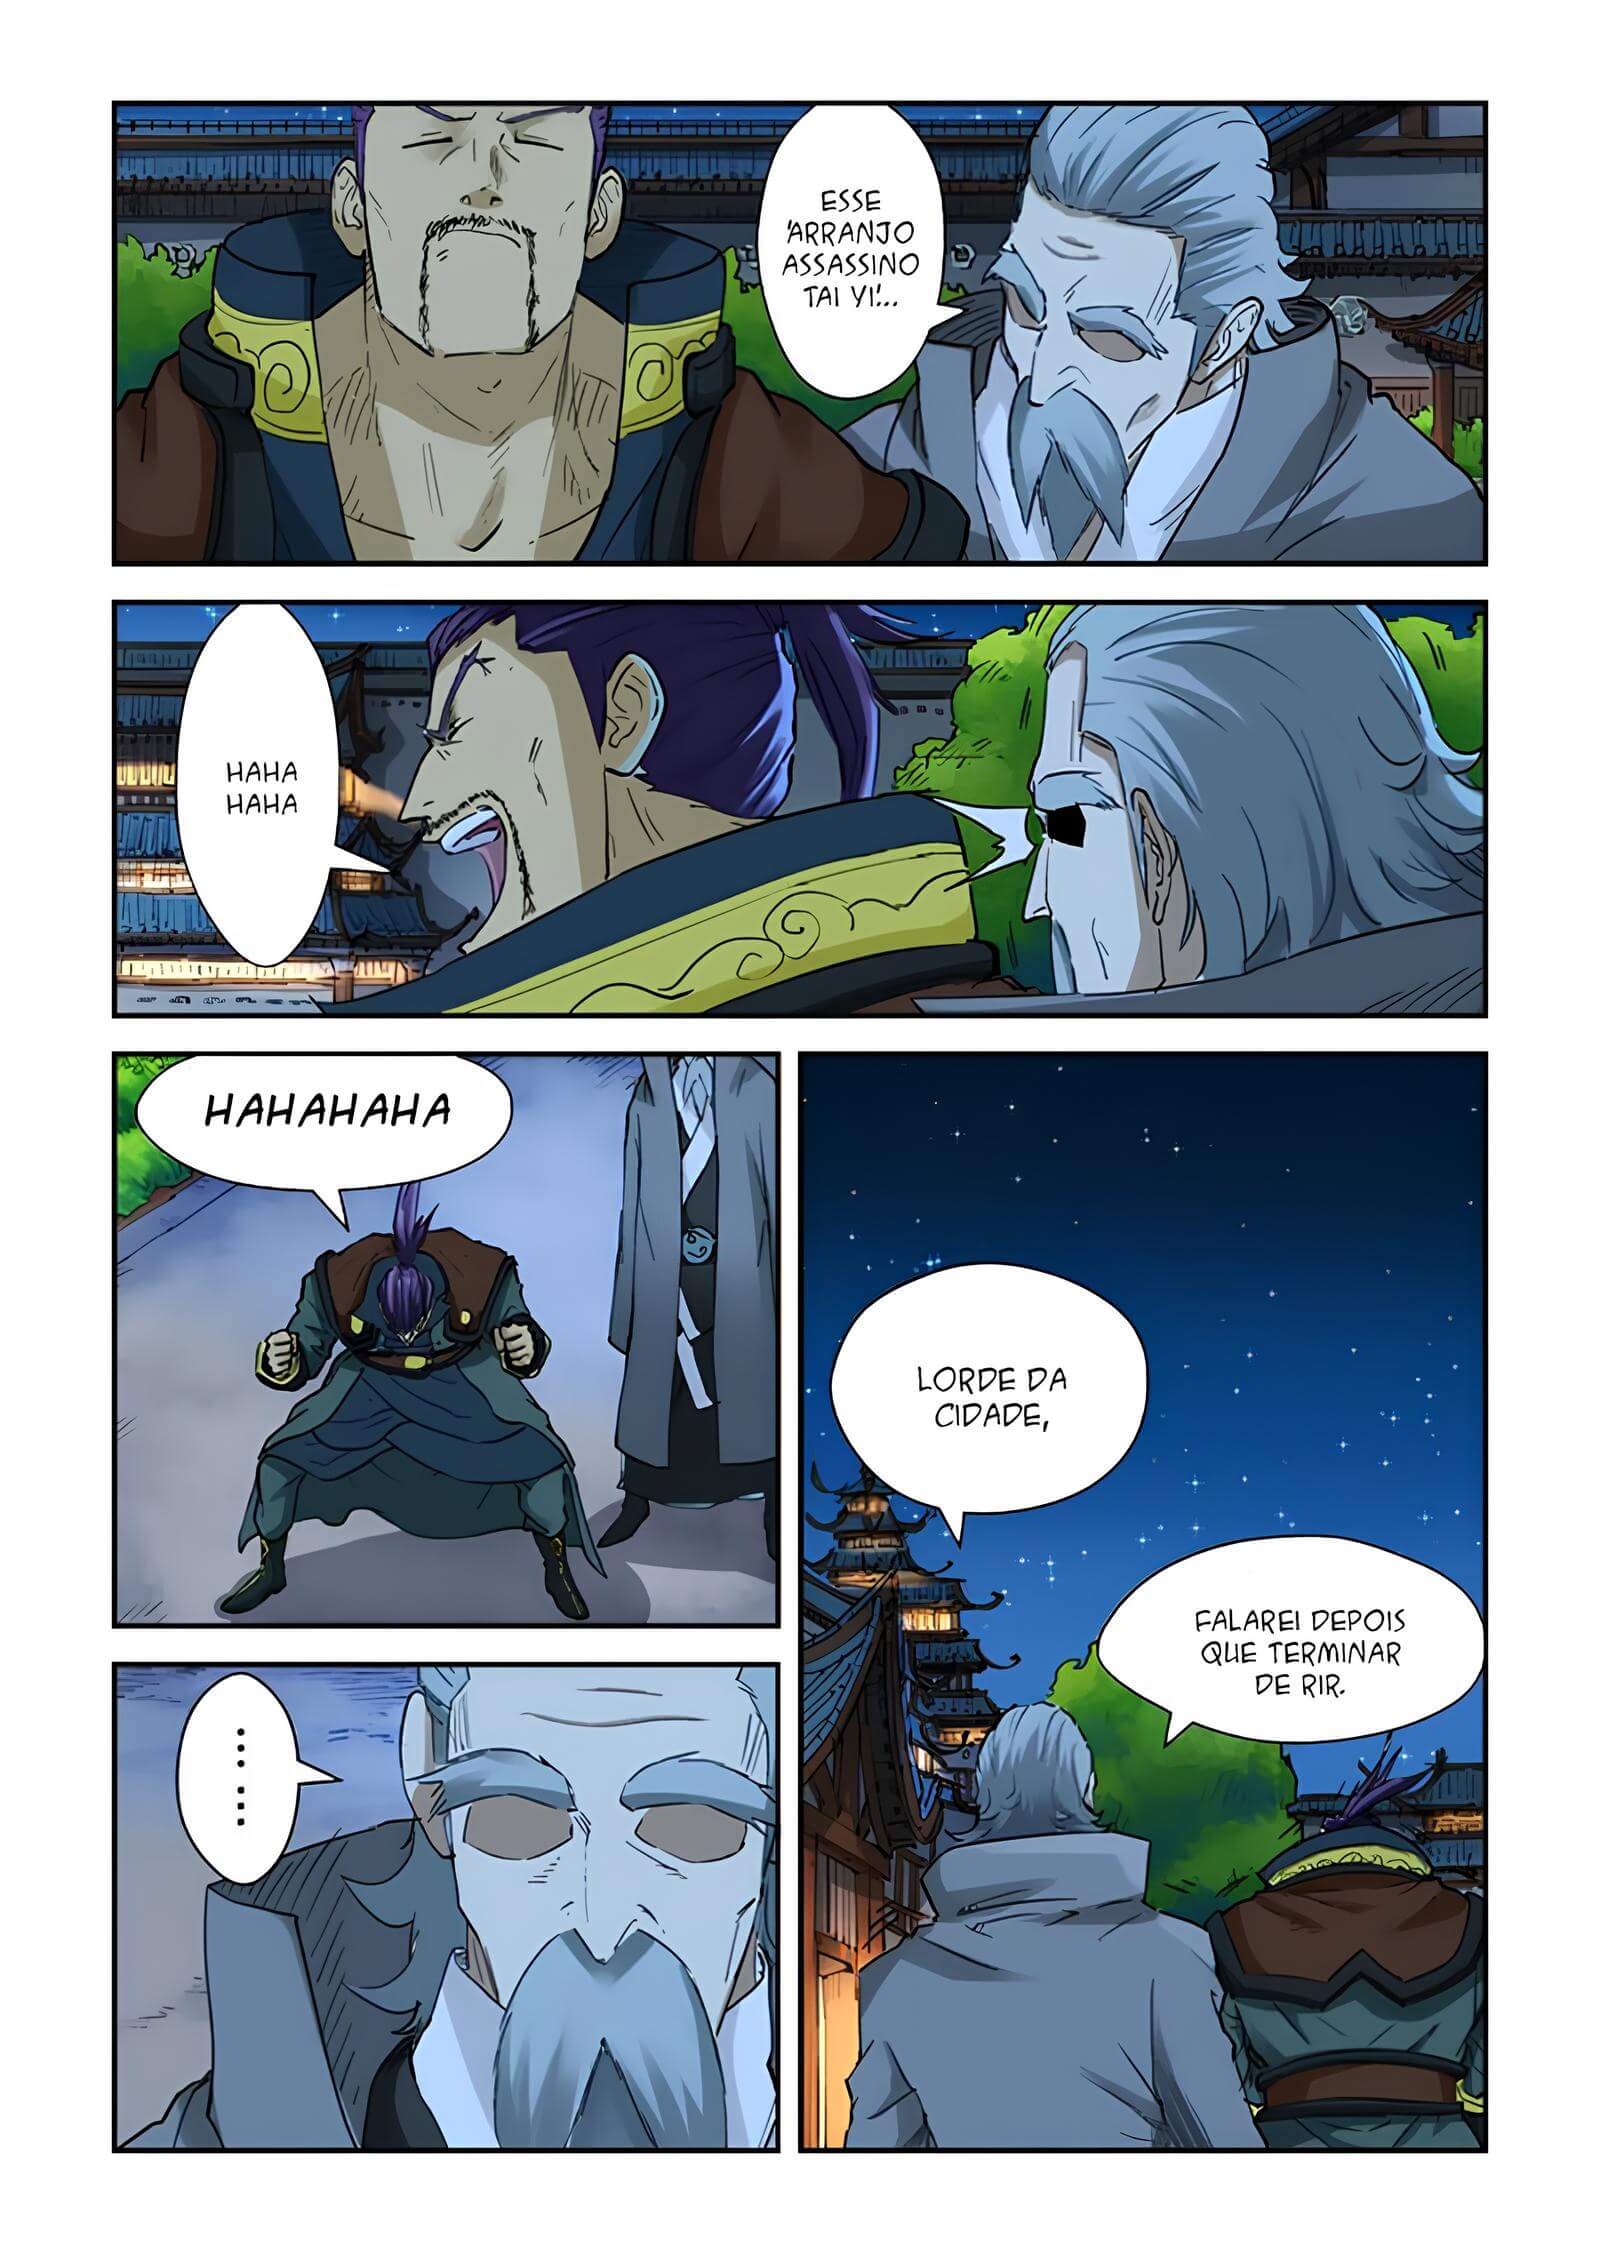 ESSE
'ARRANJO
ASSASSINO
TAI YI'...
HAHA
HAHA
HAHAHAHA
LORDE DA
CIDADE,
FALAREI DEPOIS
QUE TERMINAR
DE RIR.
......